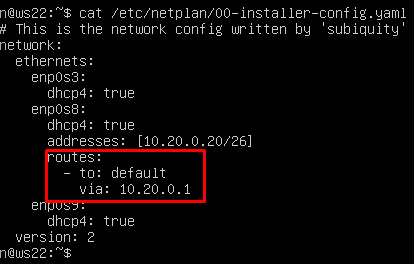 n@ws22:~$ cat /etc/netplan/00-installer-config.yaml
# This is the network config written by 'subiquity'
network:
  ethernets:
    enp0s3:
      dhcp4: true
    enp0s8:
      dhcp4: true
      addresses: [10.20.0.20/26]
      routes:
        - to: default
          via: 10.20.0.1
    enp0s9:
      dhcp4: true
  version: 2
n@ws22:~$